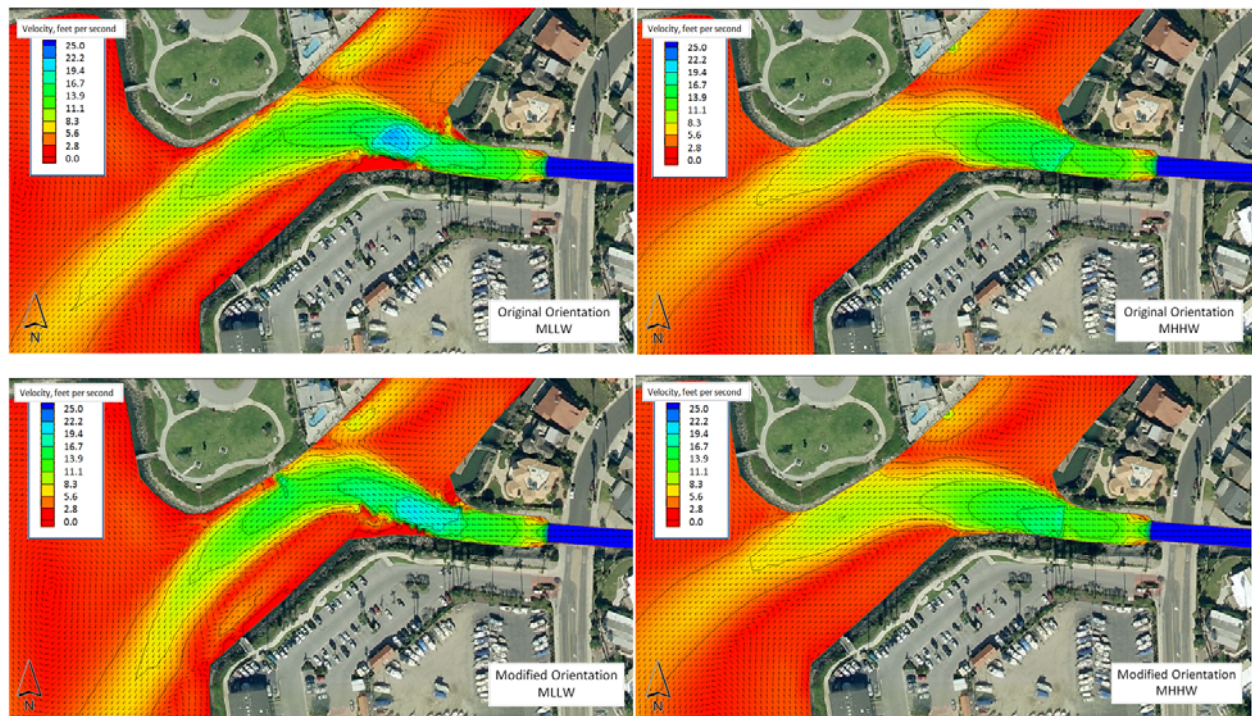 Velocity, feet per second
25.0
22.2
19.4
16.7
13.9
11.1
8.3
5.6
2.8
0.0
N
Original Orientation
MLLW
Velocity, feet per second
25.0
22.2
19.4
16.7
13.9
11.1
8.3
5.6
2.8
0.0
N
Original Orientation
MHHW
Velocity, feet per second
25.0
22.2
19.4
16.7
13.9
11.1
8.3
5.6
2.8
0.0
N
Modified Orientation
MLLW
Velocity, feet per second
25.0
22.2
19.4
16.7
13.9
11.1
8.3
5.6
2.8
0.0
N
Modified Orientation
MHHW